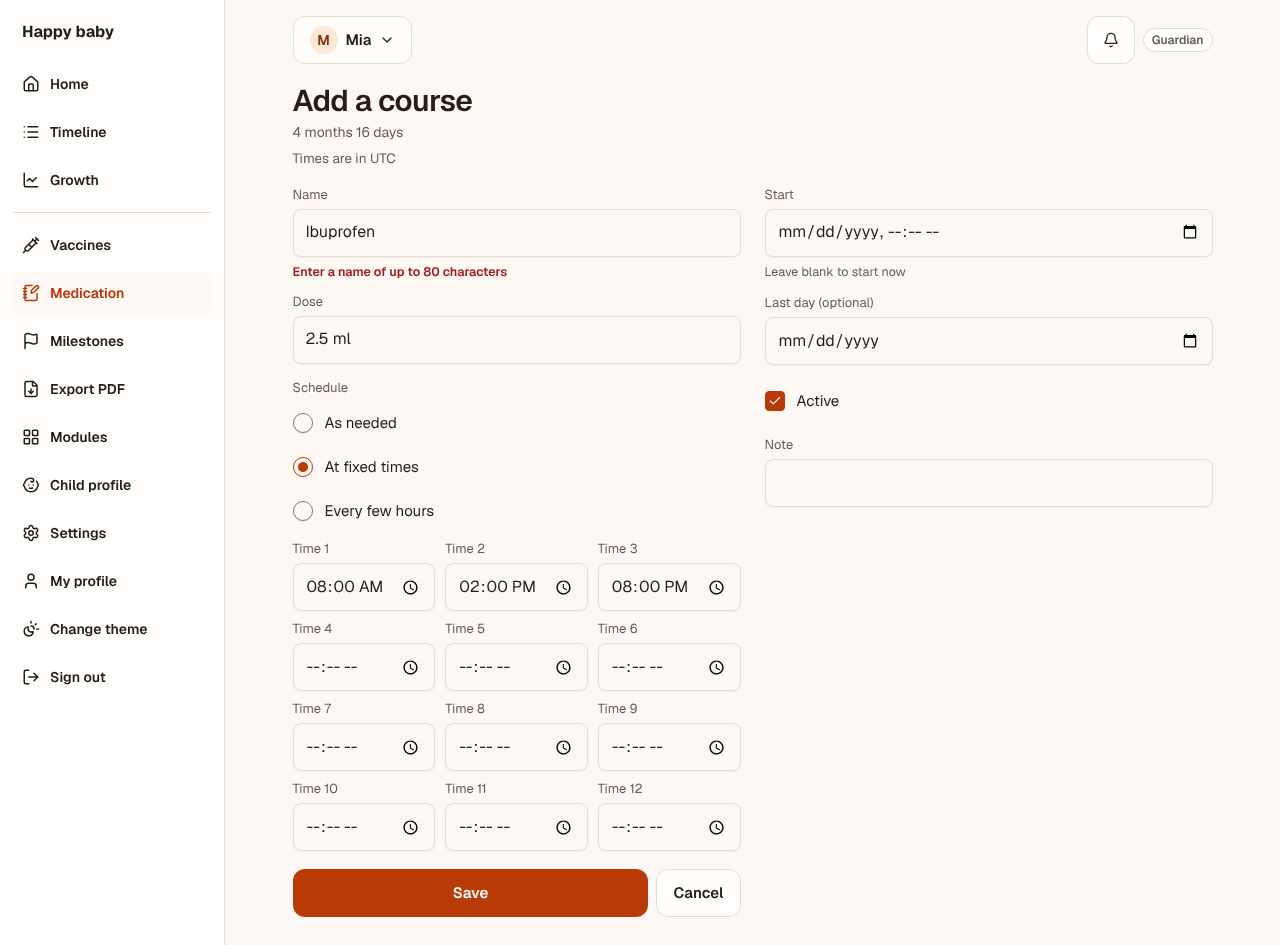 Happy baby
Home
Timeline
Growth
Vaccines
Medication
Milestones
Export PDF
Modules
Child profile
Settings
My profile
Change theme
Sign out
M Mia
Guardian
Add a course
4 months 16 days
Times are in UTC
Name
Ibuprofen
Enter a name of up to 80 characters
Dose
2.5 ml
Schedule
As needed
At fixed times
Every few hours
Time 1 Time 2 Time 3
08:00 AM 02:00 PM 08:00 PM
Time 4 Time 5 Time 6
--:-- -- --:-- -- --:-- --
Time 7 Time 8 Time 9
--:-- -- --:-- -- --:-- --
Time 10 Time 11 Time 12
--:-- -- --:-- -- --:-- --
Save Cancel
Start
mm/dd/yyyy, --:-- --
Leave blank to start now
Last day (optional)
mm/dd/yyyy
Active
Note